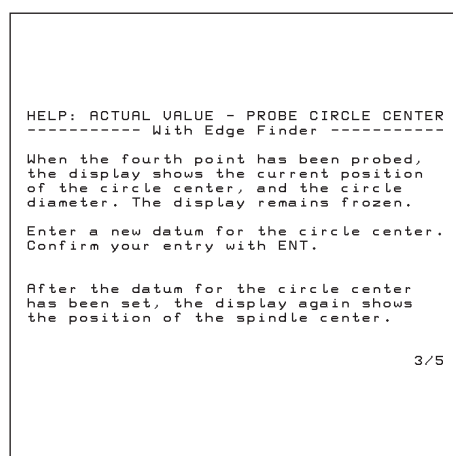 HELP: ACTUAL VALUE - PROBE CIRCLE CENTER
----------- With Edge Finder -----------
When the fourth point has been probed,
the display shows the current position
of the circle center, and the circle
diameter. The display remains frozen.
Enter a new datum for the circle center.
Confirm your entry with ENT.
After the datum for the circle center
has been set, the display again shows
the position of the spindle center.
3/5